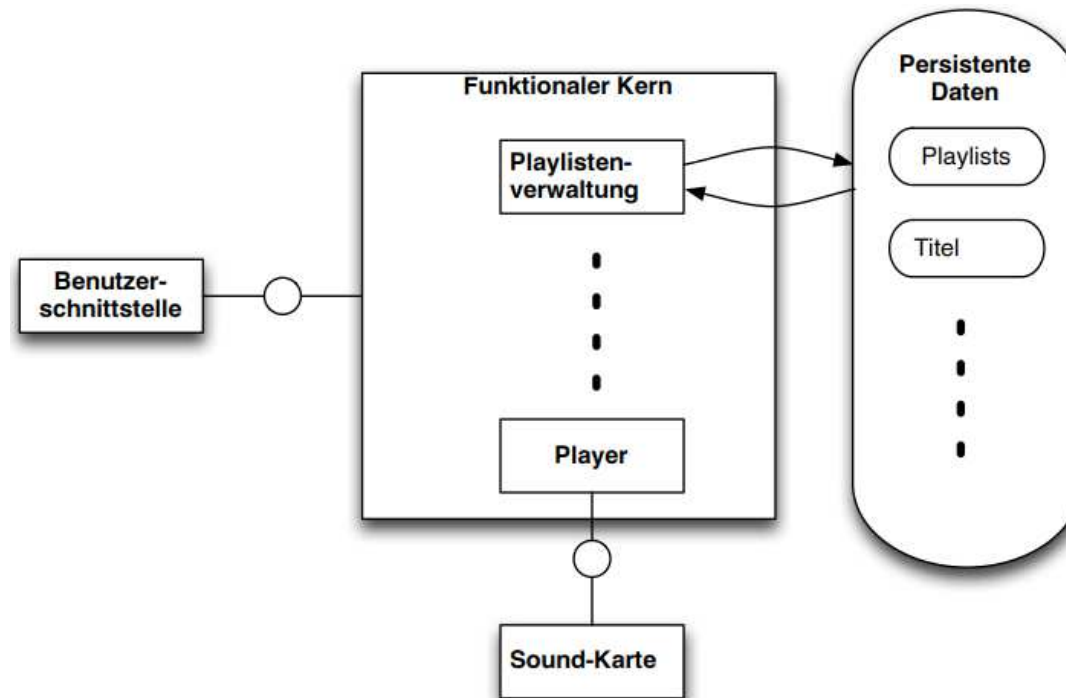 Funktionaler Kern
Persistente
Daten
Playlisten-
verwaltung
Playlists
Titel
Benutzer-
schnittstelle
Player
Sound-Karte